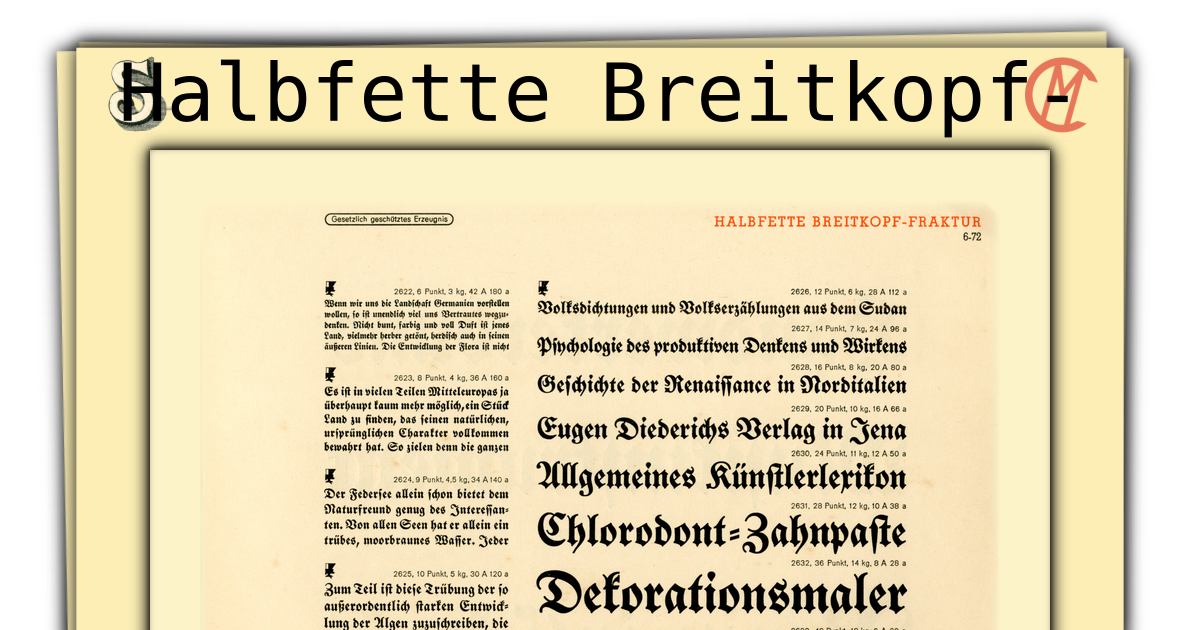 Halbfette Breitkopf-
Gesetzlich geschütztes Erzeugnis
HALBFETTE BREITKOPF-FRAKTUR
6-72
2622, 6 Punkt, 3 kg, 42 A 180 a
Wenn wir uns die Landschaft Germanien vorstellen
wollen, so ist unendlich viel uns Vertrautes wegzu-
denken. Nicht bunt, farbig und voll Duft ist jenes
Land, vielmehr herber getönt, herdisch auch in seinen
äußeren Linien. Die Entwicklung der Flora ist nicht
2623, 8 Punkt, 4 kg, 36 A 160 a
Es ist in vielen Teilen Mitteleuropas ja
überhaupt kaum mehr möglich, ein Stück
Land zu finden, das seinen natürlichen,
ursprünglichen Charakter vollkommen
bewahrt hat. So zielen denn die ganzen
2624, 9 Punkt, 4,5 kg, 34 A 140 a
Der Federsee allein schon bietet dem
Naturfreund genug des Interessan-
ten. Von allen Seen hat er allein ein
trübes, moorbraunes Wasser. Jeder
2625, 10 Punkt, 5 kg, 30 A 120 a
Zum Teil ist diese Trübung der so
außerordentlich starken Entwick-
lung der Algen zuzuschreiben, die
2626, 12 Punkt, 6 kg, 28 A 112 a
Volksdichtungen und Volkserzählungen aus dem Sudan
2627, 14 Punkt, 7 kg, 24 A 96 a
Psychologie des produktiven Denkens und Wirkens
2628, 16 Punkt, 8 kg, 20 A 80 a
Geschichte der Renaissance in Norditalien
2629, 20 Punkt, 10 kg, 16 A 66 a
Eugen Diederichs Verlag in Jena
2630, 24 Punkt, 11 kg, 12 A 50 a
Allgemeines Künstlerlexikon
2631, 28 Punkt, 12 kg, 10 A 38 a
Chlorodont-Zahnpaste
2632, 36 Punkt, 14 kg, 8 A 28 a
Dekorationsmaler